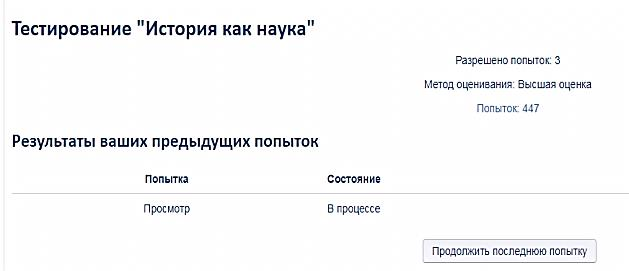 Тестирование "История как наука"
Разрешено попыток: 3
Метод оценивания: Высшая оценка
Попыток: 447
Результаты ваших предыдущих попыток
Попытка Состояние
Просмотр В процессе
Продолжить последнюю попытку